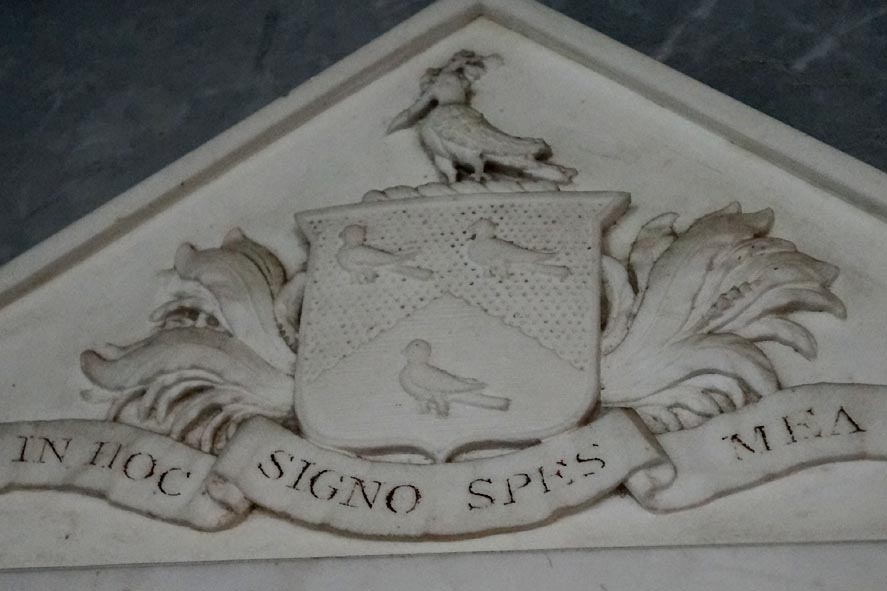 IN HOC SIGNO SPES MEA